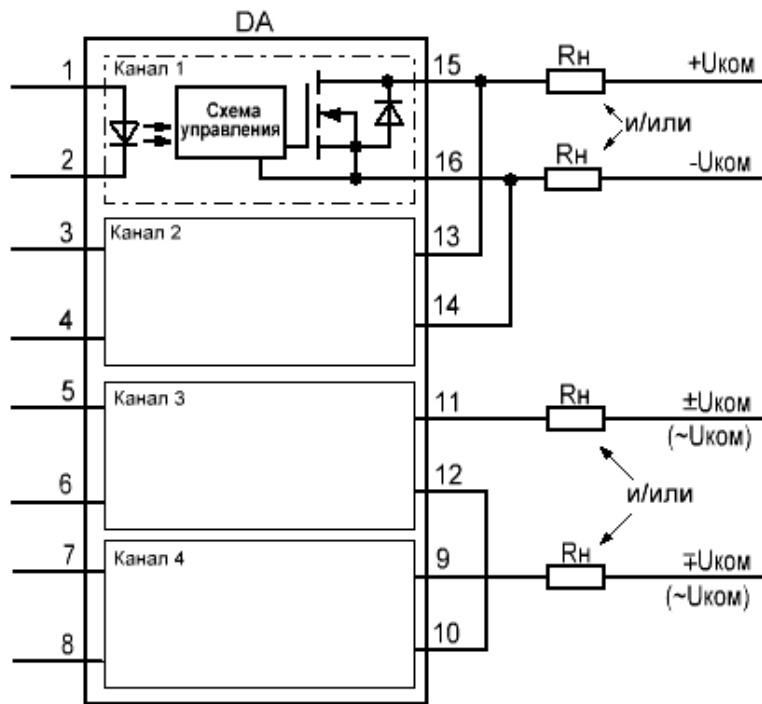 DA
1
Канал 1
15
Rн
+Uком
Схема
управления
и/или
2
16
Rн
-Uком
3
Канал 2
13
4
14
5
Канал 3
11
Rн
±Uком
(~Uком)
6
12
и/или
7
Канал 4
9
Rн
∓Uком
(~Uком)
8
10